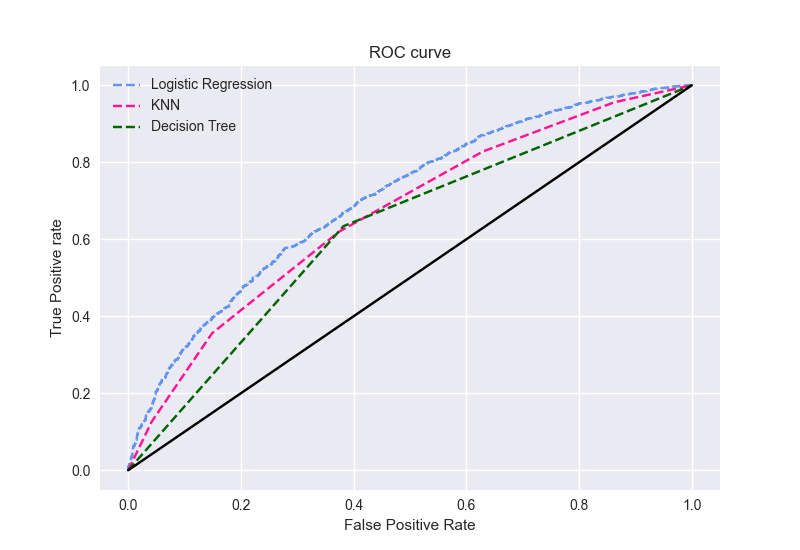 ROC curve
Logistic Regression
KNN
Decision Tree
1.0
0.8
0.6
0.4
0.2
0.0
True Positive rate
0.0 0.2 0.4 0.6 0.8 1.0
False Positive Rate